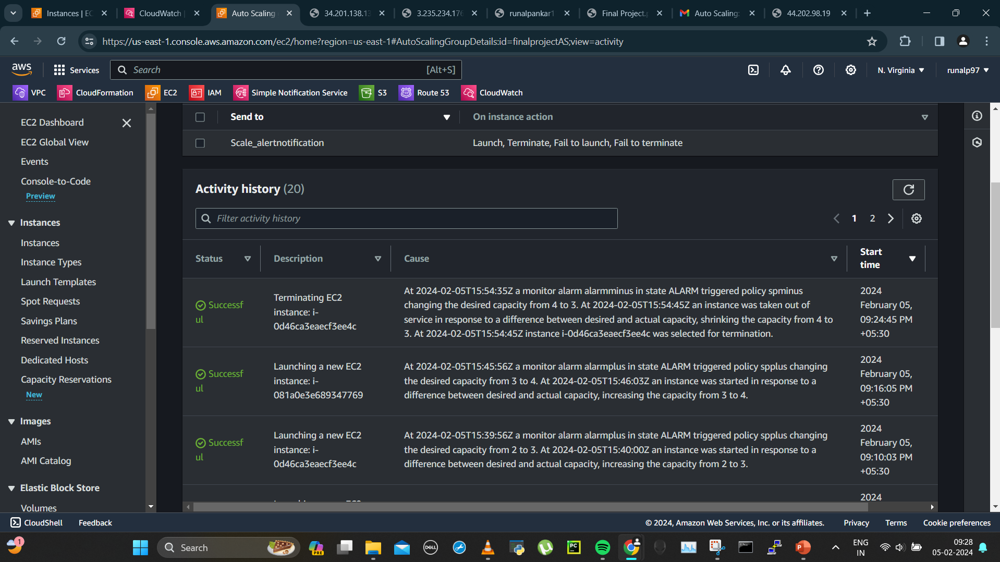 Instances | EC
CloudWatch |
Auto Scaling
34.201.138.13
3.235.234.176
runalpankar1
Final Project.p
Auto Scaling:
44.202.98.19
https://us-east-1.console.aws.amazon.com/ec2/home?region=us-east-1#AutoScalingGroupDetails:id=finalprojectAS;view=activity
aws
Services
Search
[Alt+S]
N. Virginia
runalp97
VPC
CloudFormation
EC2
IAM
Simple Notification Service
S3
Route 53
CloudWatch
EC2 Dashboard
EC2 Global View
Events
Console-to-Code
Preview
Instances
Instances
Instance Types
Launch Templates
Spot Requests
Savings Plans
Reserved Instances
Dedicated Hosts
Capacity Reservations
New
Images
AMIs
AMI Catalog
Elastic Block Store
Volumes
Send to
On instance action
Scale_alertnotification
Launch, Terminate, Fail to launch, Fail to terminate
Activity history (20)
Filter activity history
1 2
Status
Description
Cause
Start
time
Successf
ul
Terminating EC2
instance: i-
0d46ca3eaecf3ee4c
At 2024-02-05T15:54:35Z a monitor alarm alarmminus in state ALARM triggered policy spminus
changing the desired capacity from 4 to 3. At 2024-02-05T15:54:45Z an instance was taken out of
service in response to a difference between desired and actual capacity, shrinking the capacity from 4 to
3. At 2024-02-05T15:54:45Z instance i-0d46ca3eaecf3ee4c was selected for termination.
2024
February 05,
09:24:45 PM
+05:30
Successf
ul
Launching a new EC2
instance: i-
081a0e3e689347769
At 2024-02-05T15:45:56Z a monitor alarm alarmplus in state ALARM triggered policy spplus changing
the desired capacity from 3 to 4. At 2024-02-05T15:46:03Z an instance was started in response to a
difference between desired and actual capacity, increasing the capacity from 3 to 4.
2024
February 05,
09:16:05 PM
+05:30
Successf
ul
Launching a new EC2
instance: i-
0d46ca3eaecf3ee4c
At 2024-02-05T15:39:56Z a monitor alarm alarmplus in state ALARM triggered policy spplus changing
the desired capacity from 2 to 3. At 2024-02-05T15:40:00Z an instance was started in response to a
difference between desired and actual capacity, increasing the capacity from 2 to 3.
2024
February 05,
09:10:03 PM
+05:30
2024
CloudShell
Feedback
© 2024, Amazon Web Services, Inc. or its affiliates.
Privacy
Terms
Cookie preferences
1
Search
PRE
DELL
PC
ENG
IN
09:28
05-02-2024